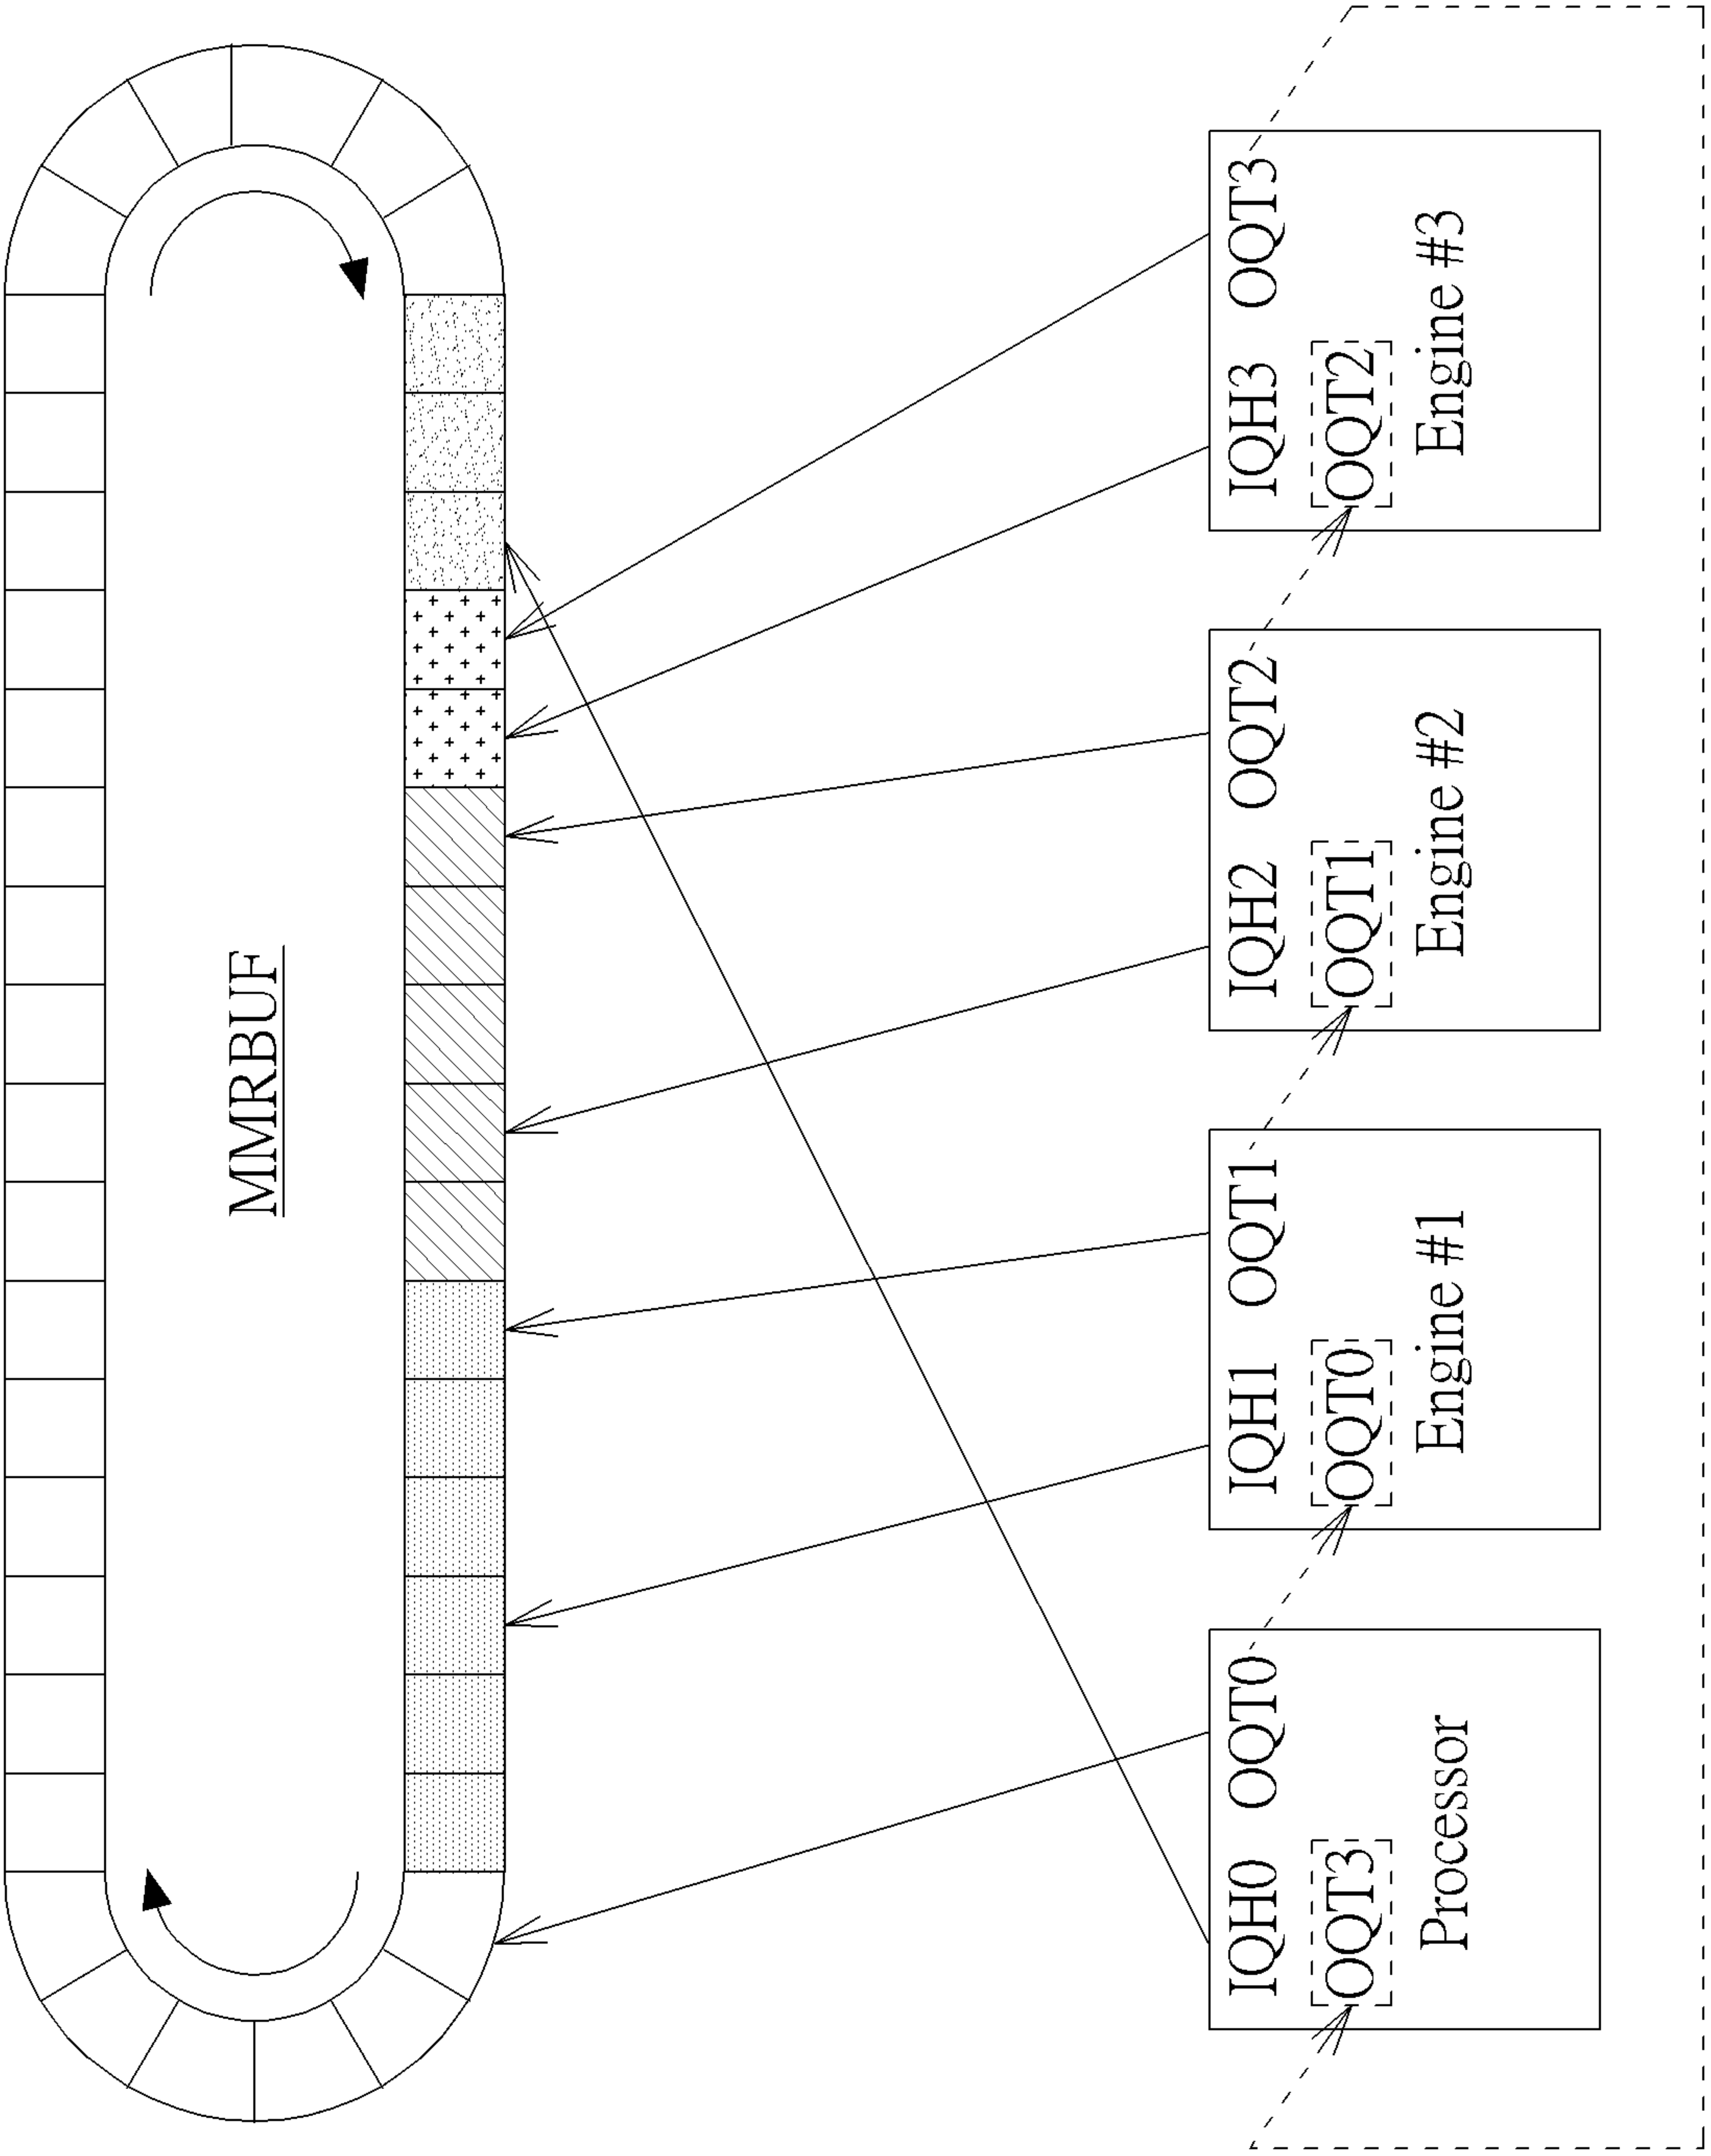 MMRBUF
IQH0 OQT0
OQT3
Processor
IQH1 OQT1
OQT0
Engine #1
IQH2 OQT2
OQT1
Engine #2
IQH3 OQT3
OQT2
Engine #3